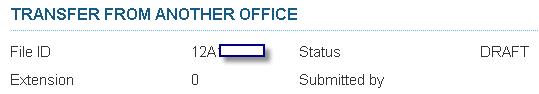 TRANSFER FROM ANOTHER OFFICE
File ID 12A Status DRAFT
Extension 0 Submitted by